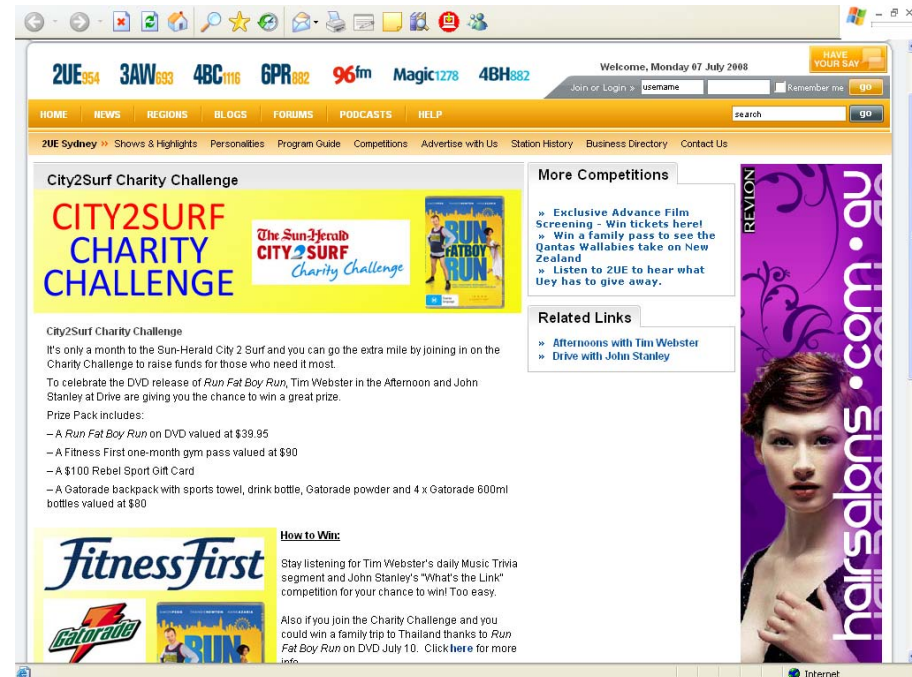 2UE954 3AW693 4BC1116 6PR882 96fm Magic1278 4BH882
Welcome, Monday 07 July 2008
HAVE
YOUR SAY
Join or Login » username Remember me go
HOME NEWS REGIONS BLOGS FORUMS PODCASTS HELP
search go
2UE Sydney » Shows & Highlights Personalities Program Guide Competitions Advertise with Us Station History Business Directory Contact Us
City2Surf Charity Challenge
CITY2SURF
CHARITY
CHALLENGE
The Sun-Herald
CITY2SURF
Charity Challenge
RUN
FATBOY
RUN
City2Surf Charity Challenge
It's only a month to the Sun-Herald City 2 Surf and you can go the extra mile by joining in on the
Charity Challenge to raise funds for those who need it most.
To celebrate the DVD release of Run Fat Boy Run, Tim Webster in the Afternoon and John
Stanley at Drive are giving you the chance to win a great prize.
Prize Pack includes:
– A Run Fat Boy Run on DVD valued at $39.95
– A Fitness First one-month gym pass valued at $90
– A $100 Rebel Sport Gift Card
– A Gatorade backpack with sports towel, drink bottle, Gatorade powder and 4 x Gatorade 600ml
bottles valued at $80
Fitness First
Gatorade
RUN
How to Win:
Stay listening for Tim Webster's daily Music Trivia
segment and John Stanley's "What's the Link"
competition for your chance to win! Too easy.
Also if you join the Charity Challenge and you
could win a family trip to Thailand thanks to Run
Fat Boy Run on DVD July 10. Click here for more
info
More Competitions
» Exclusive Advance Film
Screening - Win tickets here!
» Win a family pass to see the
Qantas Wallabies take on New
Zealand
» Listen to 2UE to hear what
Uey has to give away.
Related Links
» Afternoons with Tim Webster
» Drive with John Stanley
REVLON
hairsalons.com.au
Internet